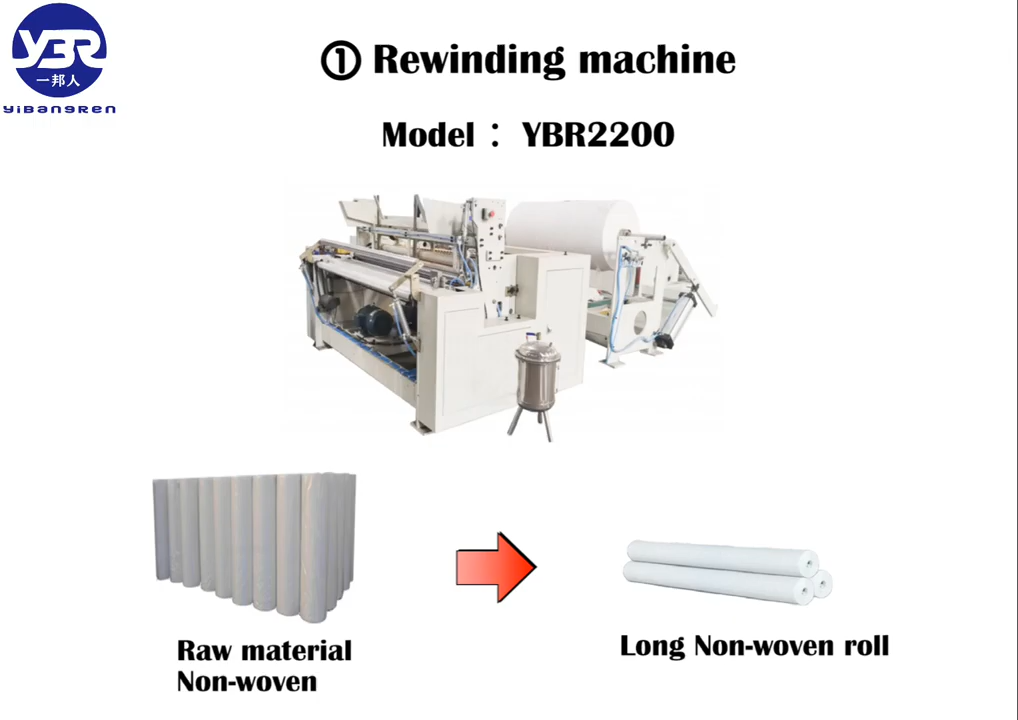 YBR
一邦人
YiBangRen
① Rewinding machine
Model： YBR2200
Raw material
Non-woven
Long Non-woven roll